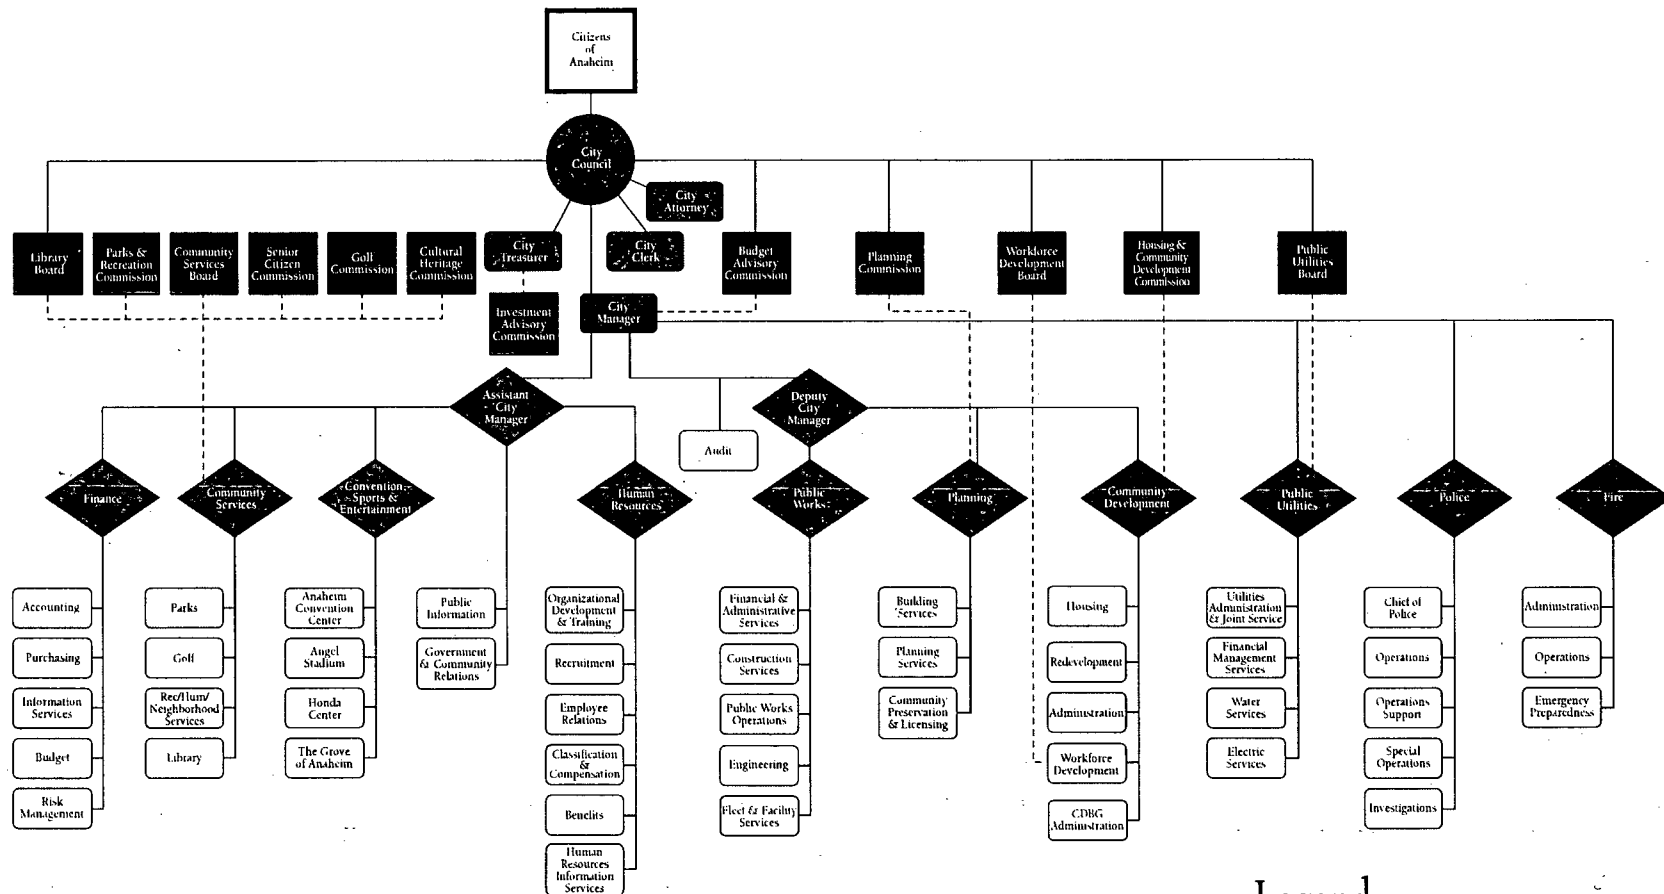 Citizens
of
Anaheim
City
Council
City
Attorney
Library
Board
Parks &
Recreation
Commission
Community
Services
Board
Senior
Citizen
Commission
Golf
Commission
Cultural
Heritage
Commission
City
Treasurer
City
Clerk
Budget
Advisory
Commission
Planning
Commission
Workforce
Development
Board
Housing &
Community
Development
Commission
Public
Utilities
Board
Investment
Advisory
Commission
City
Manager
Assistant
City
Manager
Deputy
City
Manager
Audit
Finance
Community
Services
Convention,
Sports &
Entertainment
Human
Resources
Public
Works
Planning
Community
Development
Public
Utilities
Police
Fire
Accounting
Purchasing
Information
Services
Budget
Risk
Management
Parks
Golf
Rec/Hum/
Neighborhood
Services
Library
Anaheim
Convention
Center
Angel
Stadium
Honda
Center
The Grove
of Anaheim
Public
Information
Government
& Community
Relations
Organizational
Development
& Training
Recruitment
Employee
Relations
Classification
&
Compensation
Benefits
Human
Resources
Information
Services
Financial &
Administrative
Services
Construction
Services
Public Works
Operations
Engineering
Fleet & Facility
Services
Building
Services
Planning
Services
Community
Preservation
& Licensing
Housing
Redevelopment
Administration
Workforce
Development
CDBG
Administration
Utilities
Administration
& Joint Service
Financial
Management
Services
Water
Services
Electric
Services
Chief of
Police
Operations
Operations
Support
Special
Operations
Investigations
Administration
Operations
Emergency
Preparedness
Legend